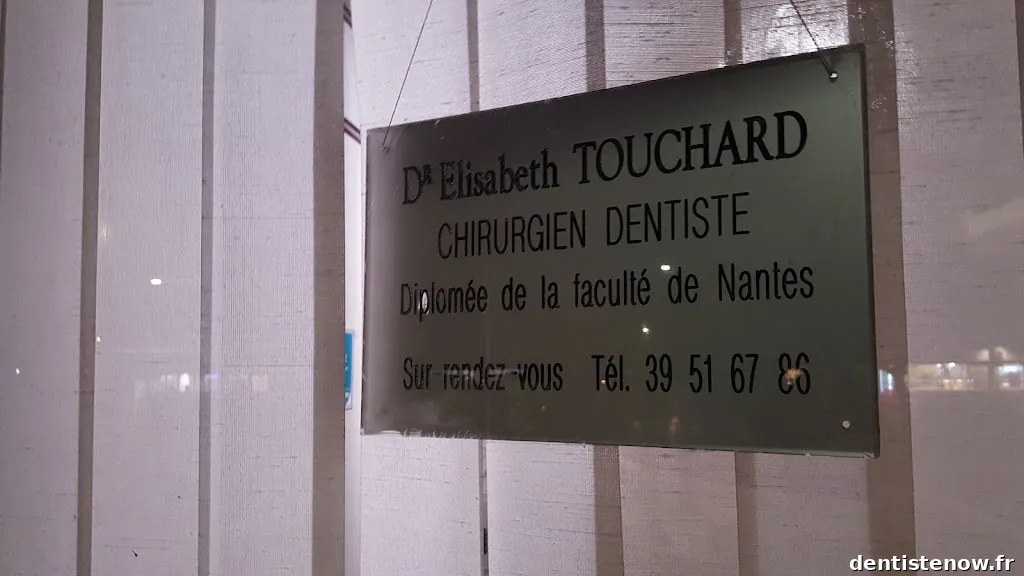 Dr Elisabeth TOUCHARD
CHIRURGIEN DENTISTE
Diplomée de la faculté de Nantes
Sur rendez-vous Tél. 39 51 67 86
dentistenow.fr